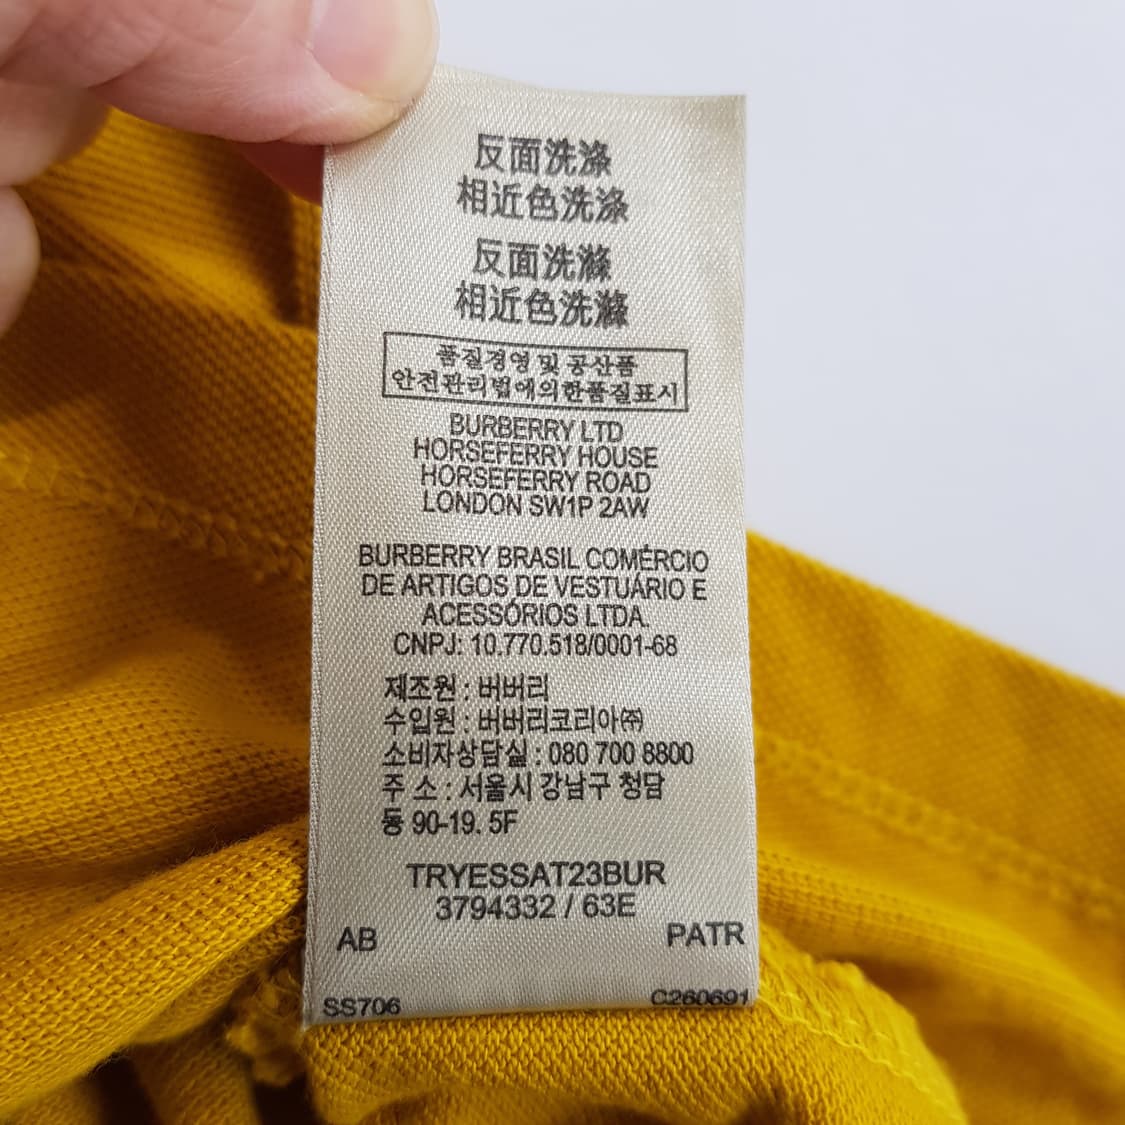 反面洗涤
相近色洗涤
反面洗滌
相近色洗滌
품질경영 및 공산품
안전관리법에의한품질표시
BURBERRY LTD
HORSEFERRY HOUSE
HORSEFERRY ROAD
LONDON SW1P 2AW
BURBERRY BRASIL COMÉRCIO
DE ARTIGOS DE VESTUÁRIO E
ACESSÓRIOS LTDA.
CNPJ: 10.770.518/0001-68
제조원 : 버버리
수입원 : 버버리코리아㈜
소비자상담실 : 080 700 8800
주 소 : 서울시 강남구 청담
동 90-19. 5F
TRYESSAT23BUR
3794332 / 63E
AB PATR
SS706 C260691